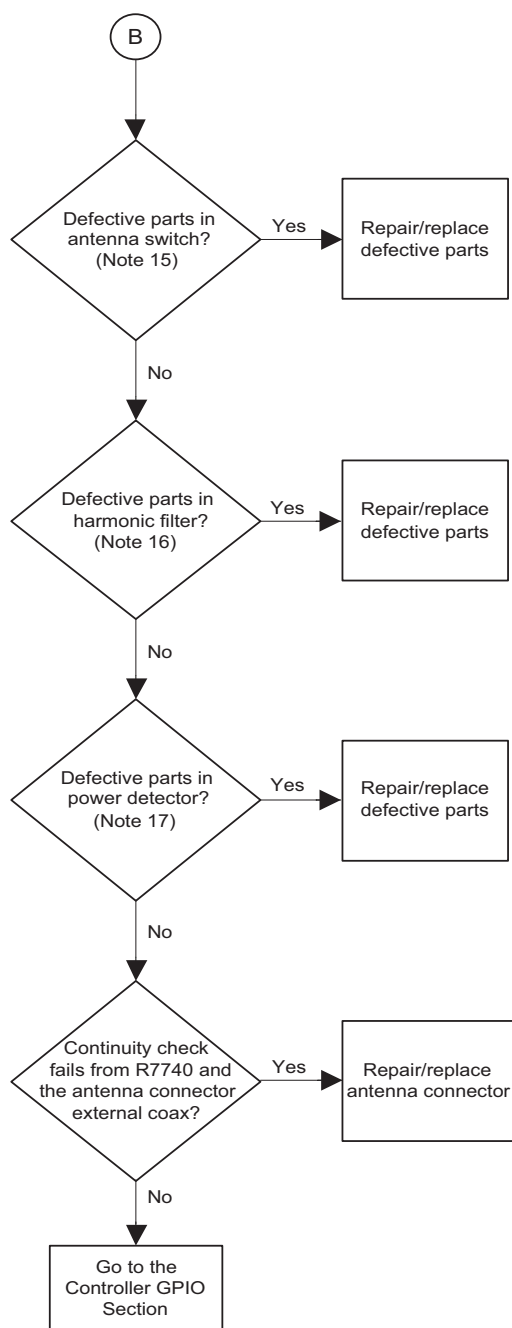 B
Defective parts in
antenna switch?
(Note 15)
Yes
Repair/replace
defective parts
No
Defective parts in
harmonic filter?
(Note 16)
Yes
Repair/replace
defective parts
No
Defective parts in
power detector?
(Note 17)
Yes
Repair/replace
defective parts
No
Continuity check
fails from R7740 and
the antenna connector
external coax?
Yes
Repair/replace
antenna connector
No
Go to the
Controller GPIO
Section